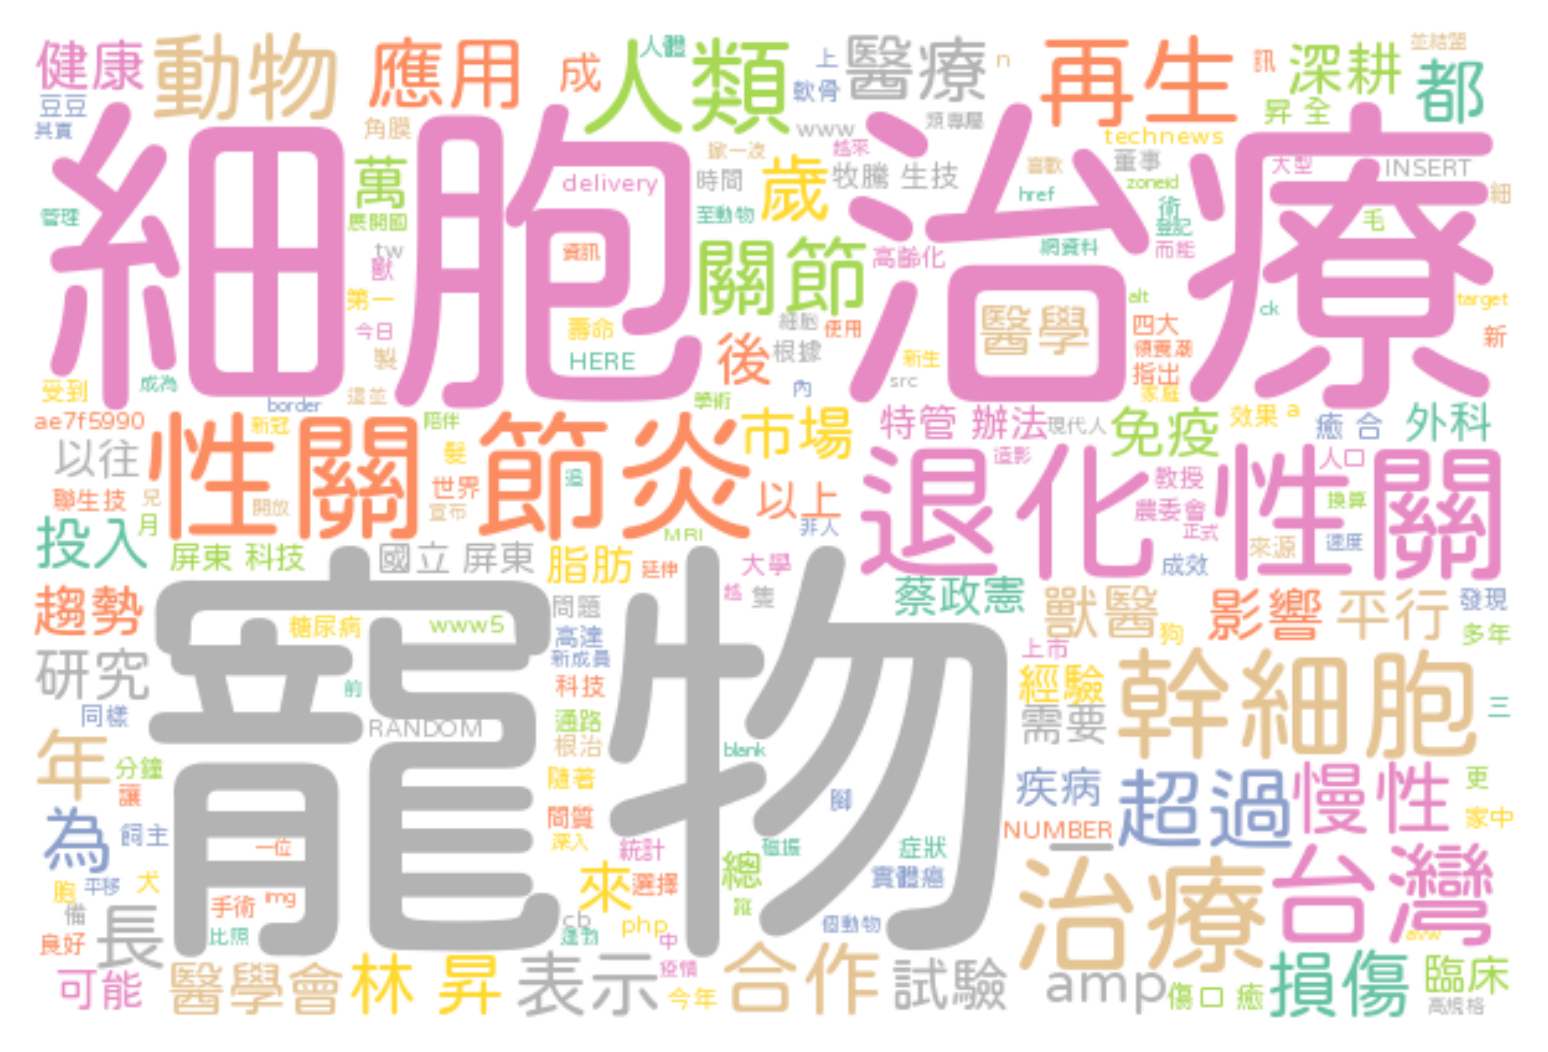 健康 動物 應用 成 人體 人類 上 醫療 n 再生 訊 深耕 並結盟 都
豆豆 其實 角膜 軟骨 www 類專屬 technews 昇 全
細胞 治療
萬 delivery 掀一次 時間 越來 歲 牧騰 生技 喜歡 董事 zoneid 大型 INSERT 細
管理 展開國 tw 獸 資訊 至動物 關節 高齡化 href 網資料 術 登記 而能 毛
第一 今日 製 壽命 HERE 細胞 使用 後 根據 醫學 alt 四大 領養潮 指出 ck target 新
受到 成為 這並 border 學術 內 新生 src 家庭
ae7f5990 新冠 陪伴 市場 特管 辦法 現代人 免疫 效果 a 癒 合 外科
以往 性關 節炎 髮 世界 宣布 追 以上 退化 性關 造影 教授 人口
聯生技 兒 月 開放 MRI 非人 農委會 正式 換算 來源 速度
投入 屏東 科技 國立 屏東 脂肪 延伸 大學 越 隻 成效
趨勢 寵物 糖尿病 www5 問題 高達 新成員 蔡政憲 獸醫 狗 影響 平行 發現 多年
研究 前 科技 上市 經驗 需要 幹細胞 三
同樣 RANDOM 通路 根治 blank
年 分鐘 讓 隨著 間質 深入 腳 疾病 超過 慢性 更 家中
為 飼主 一位 統計 磁振 症狀 NUMBER
胞 平移 犬 手術 img 來 選擇 總 實體癌 治療 台灣
備 長 良好 比照 cb php 中 蹤 個動物
可能 醫學會 林 昇 表示 疫情 今年 合作 試驗 amp 傷口 癒 損傷 臨床 高規格